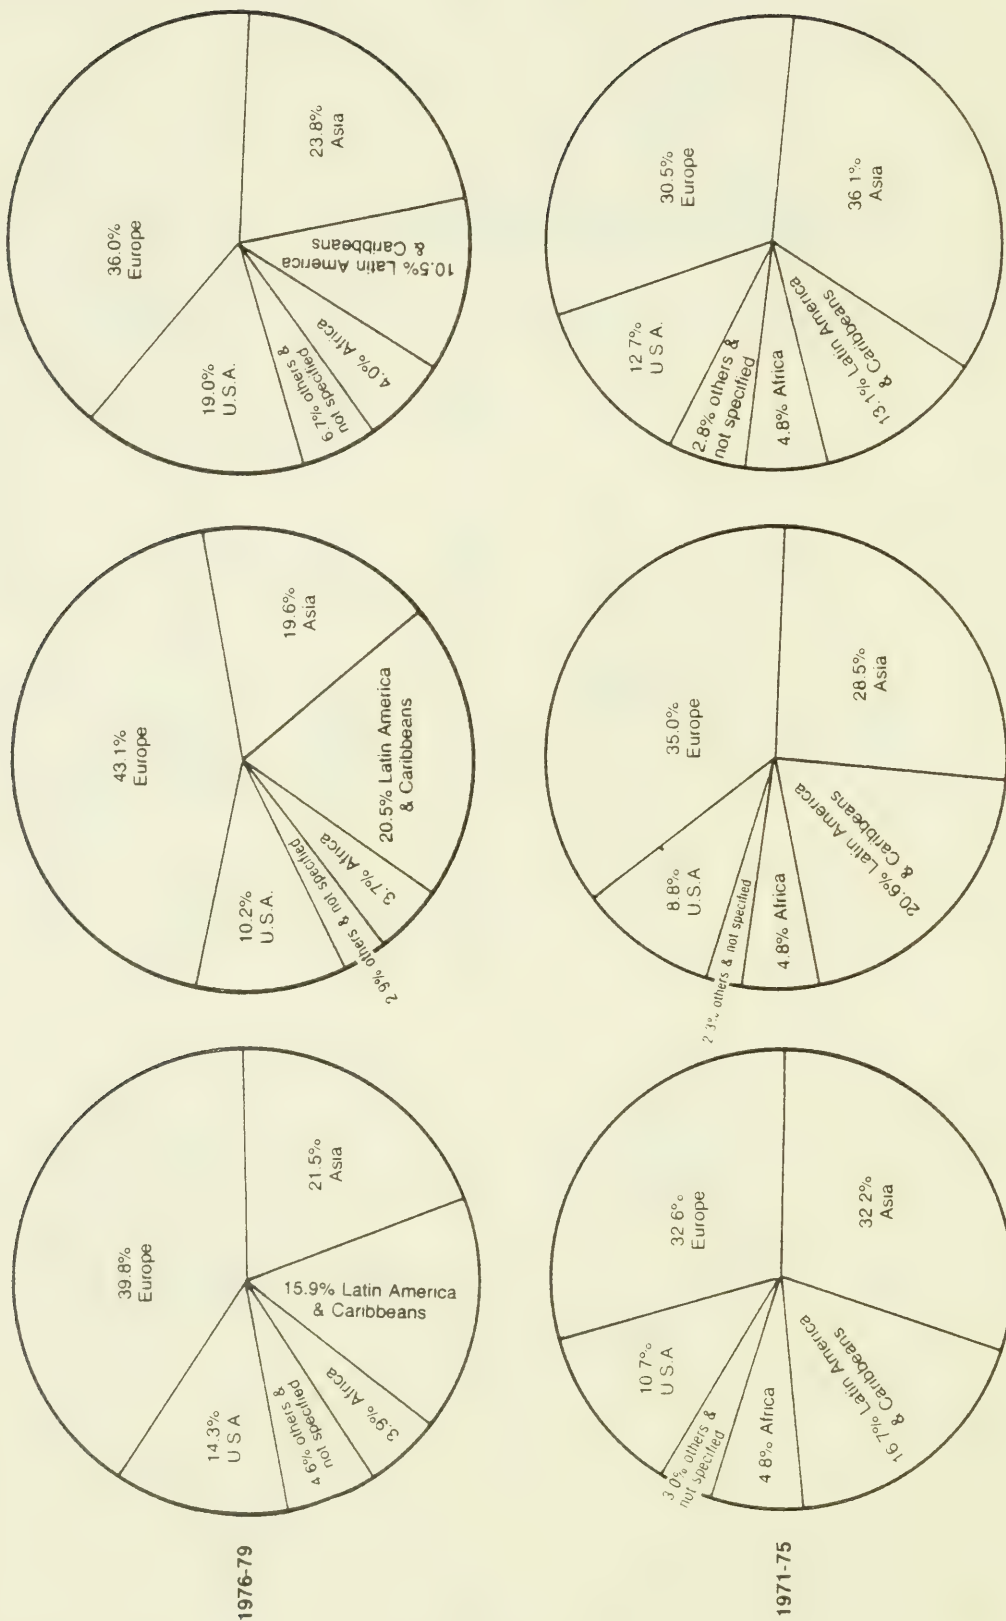 1976-79
39.8%
Europe
21.5%
Asia
15.9% Latin America
& Caribbeans
3.9% Africa
4 6% others &
not specified
14.3%
U S A
43.1%
Europe
19.6%
Asia
20.5% Latin America
& Caribbeans
3.7% Africa
2 9% others & not specified
10.2%
U.S.A.
36.0%
Europe
23.8%
Asia
10.5% Latin America
& Caribbeans
4.0% Africa
6.7% others &
not specified
19.0%
U.S.A.
1971-75
32 6%
Europe
32 2%
Asia
16 7% Latin America
& Caribbeans
4 8% Africa
3 0% others &
not specified
10 7%
U S A
35.0%
Europe
28.5%
Asia
20.6% Latin America
& Caribbeans
4.8% Africa
2 3% others & not specified
8.8%
U.S.A
30.5%
Europe
36 1%
Asia
13.1% Latin America
& Caribbeans
4.8% Africa
2.8% others &
not specified
12 7%
U S.A.